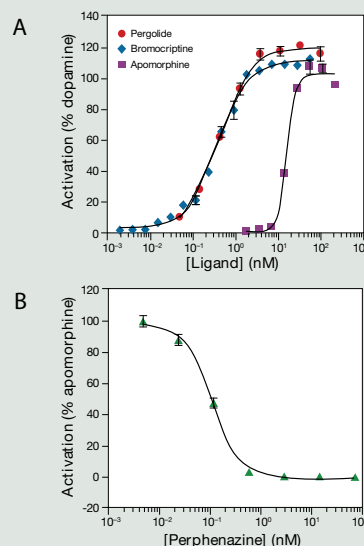 A
Pergolide
Bromocriptine
Apomorphine
Activation (% dopamine)
120
100
80
60
40
20
0
10⁻³ 10⁻² 10⁻¹ 10⁰ 10¹ 10² 10³
[Ligand] (nM)
B
Activation (% apomorphine)
120
100
80
60
40
20
0
-20
10⁻³ 10⁻² 10⁻¹ 10⁰ 10¹ 10²
[Perphenazine] (nM)